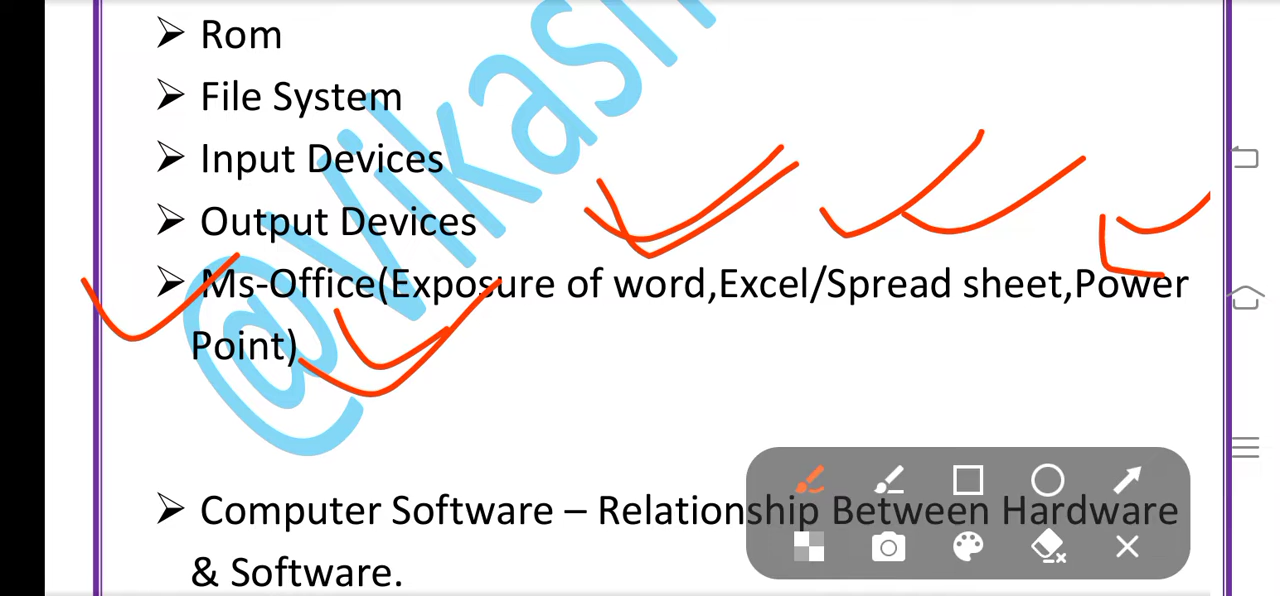 ➢ Rom
➢ File System
➢ Input Devices
➢ Output Devices
➢ Ms-Office(Exposure of word,Excel/Spread sheet,Power
Point)
➢ Computer Software – Relationship Between Hardware
& Software.
@Vikash